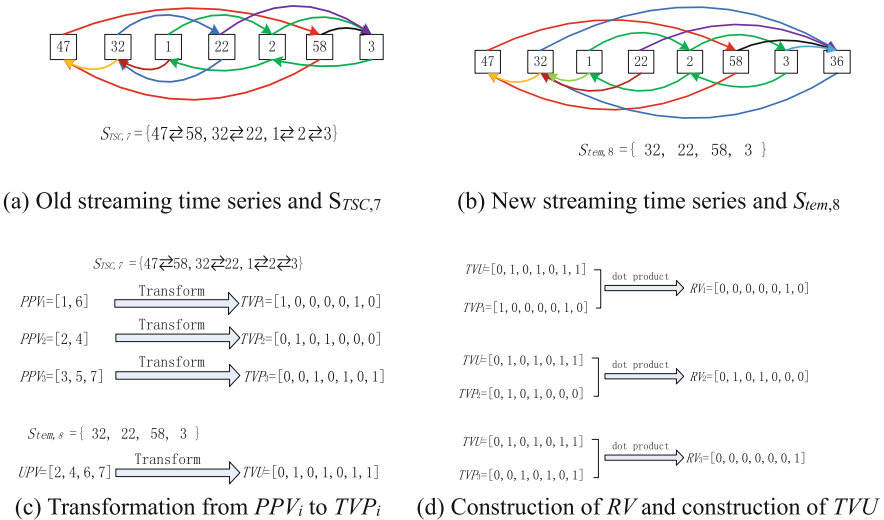 47 32 1 22 2 58 3
S_TSC,7={47⇄58, 32⇄22, 1⇄2⇄3}
(a) Old streaming time series and S_TSC,7
47 32 1 22 2 58 3 36
S_tem,8={ 32, 22, 58, 3 }
(b) New streaming time series and S_tem,8
S_TSC,7={47⇄58, 32⇄22, 1⇄2⇄3}
PPV₁=[1, 6] Transform TVP₁=[1, 0, 0, 0, 0, 1, 0]
PPV₂=[2, 4] Transform TVP₂=[0, 1, 0, 1, 0, 0, 0]
PPV₃=[3, 5, 7] Transform TVP₃=[0, 0, 1, 0, 1, 0, 1]
S_tem,8={ 32, 22, 58, 3 }
UPV=[2, 4, 6, 7] Transform TVU=[0, 1, 0, 1, 0, 1, 1]
(c) Transformation from PPVᵢ to TVPᵢ
TVU=[0, 1, 0, 1, 0, 1, 1]
TVP₁=[1, 0, 0, 0, 0, 1, 0]
dot product
RV₁=[0, 0, 0, 0, 0, 1, 0]
TVU=[0, 1, 0, 1, 0, 1, 1]
TVP₂=[0, 1, 0, 1, 0, 0, 0]
dot product
RV₂=[0, 1, 0, 1, 0, 0, 0]
TVU=[0, 1, 0, 1, 0, 1, 1]
TVP₃=[0, 0, 1, 0, 1, 0, 1]
dot product
RV₃=[0, 0, 0, 0, 0, 0, 1]
(d) Construction of RV and construction of TVU